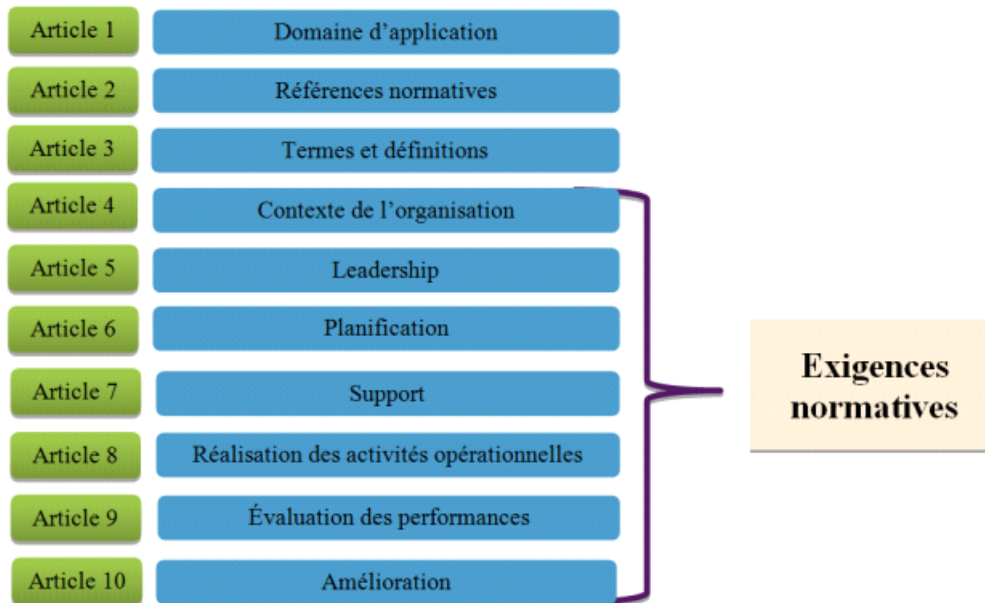 Article 1 Domaine d’application
Article 2 Références normatives
Article 3 Termes et définitions
Article 4 Contexte de l’organisation
Article 5 Leadership
Article 6 Planification
Article 7 Support
Article 8 Réalisation des activités opérationnelles
Article 9 Évaluation des performances
Article 10 Amélioration
Exigences
normatives